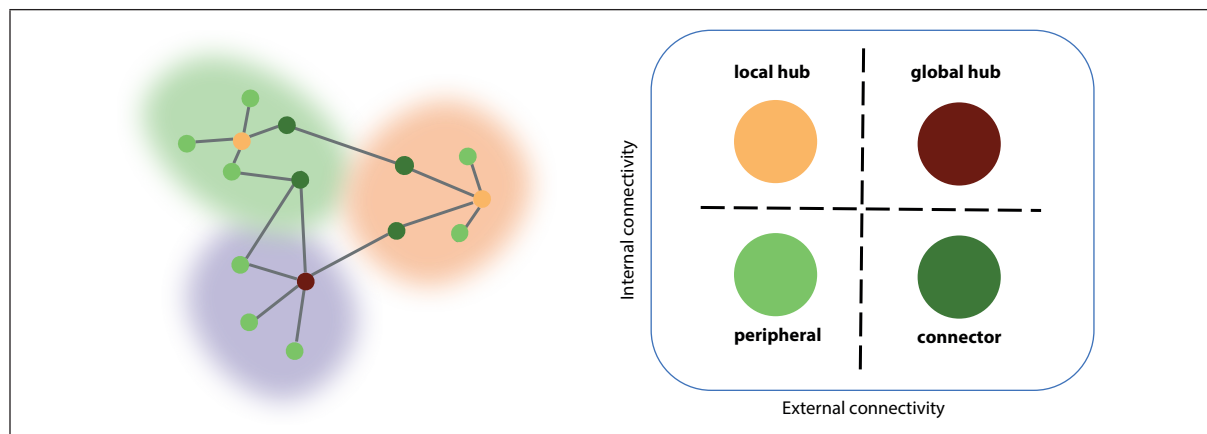 local hub
global hub
Internal connectivity
peripheral
connector
External connectivity